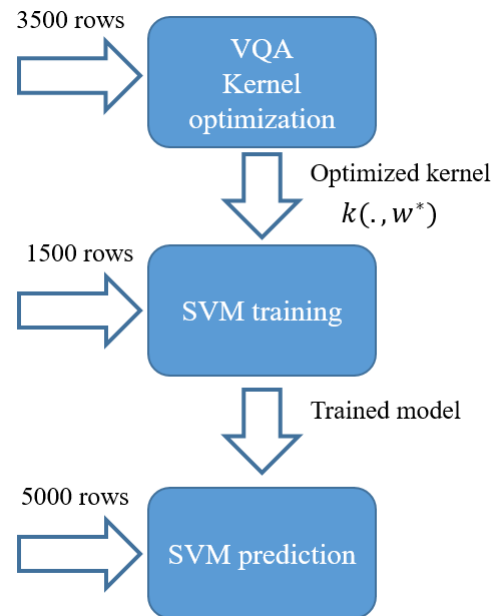 3500 rows
VQA
Kernel
optimization
Optimized kernel
k(. , w*)
1500 rows
SVM training
Trained model
5000 rows
SVM prediction